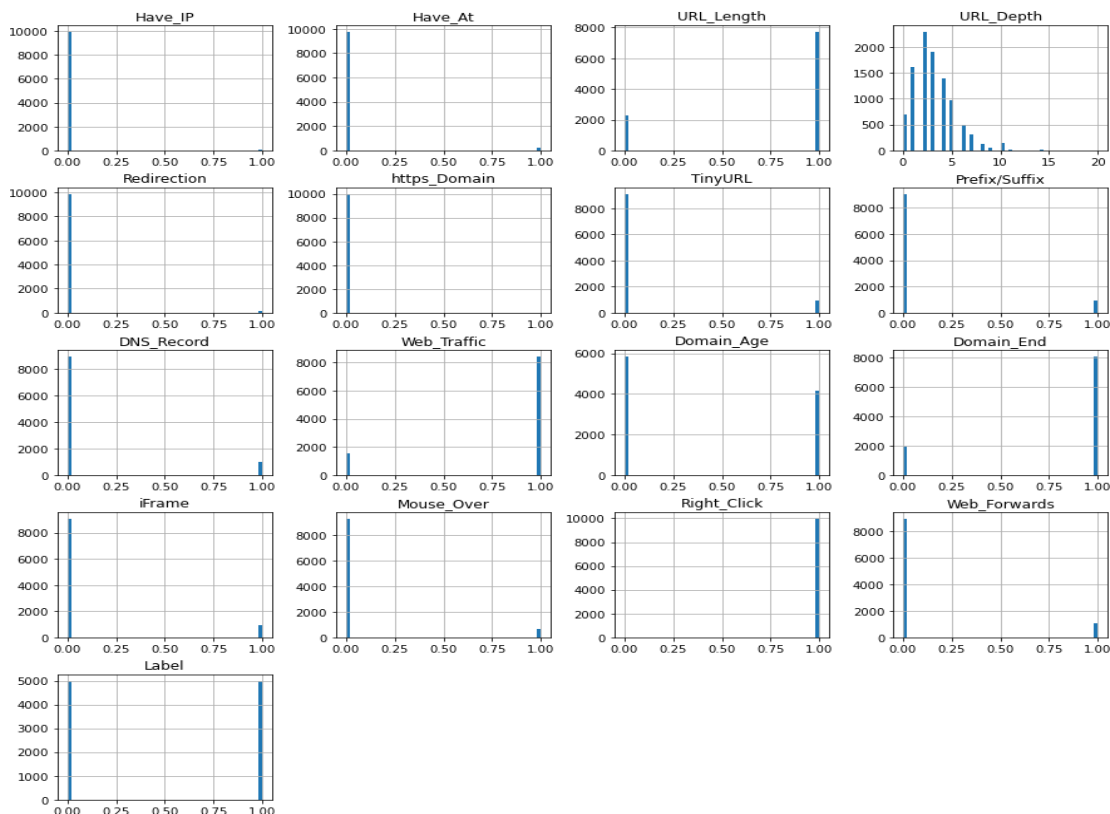 Have_IP
10000
8000
6000
4000
2000
0
0.00 0.25 0.50 0.75 1.00
Have_At
10000
8000
6000
4000
2000
0
0.00 0.25 0.50 0.75 1.00
URL_Length
8000
6000
4000
2000
0
0.00 0.25 0.50 0.75 1.00
URL_Depth
2000
1500
1000
500
0
0 5 10 15 20
Redirection
10000
8000
6000
4000
2000
0
0.00 0.25 0.50 0.75 1.00
https_Domain
10000
8000
6000
4000
2000
0
0.00 0.25 0.50 0.75 1.00
TinyURL
8000
6000
4000
2000
0
0.00 0.25 0.50 0.75 1.00
Prefix/Suffix
8000
6000
4000
2000
0
0.00 0.25 0.50 0.75 1.00
DNS_Record
8000
6000
4000
2000
0
0.00 0.25 0.50 0.75 1.00
Web_Traffic
8000
6000
4000
2000
0
0.00 0.25 0.50 0.75 1.00
Domain_Age
6000
4000
2000
0
0.00 0.25 0.50 0.75 1.00
Domain_End
8000
6000
4000
2000
0
0.00 0.25 0.50 0.75 1.00
iFrame
8000
6000
4000
2000
0
0.00 0.25 0.50 0.75 1.00
Mouse_Over
8000
6000
4000
2000
0
0.00 0.25 0.50 0.75 1.00
Right_Click
10000
8000
6000
4000
2000
0
0.00 0.25 0.50 0.75 1.00
Web_Forwards
8000
6000
4000
2000
0
0.00 0.25 0.50 0.75 1.00
Label
5000
4000
3000
2000
1000
0
0.00 0.25 0.50 0.75 1.00